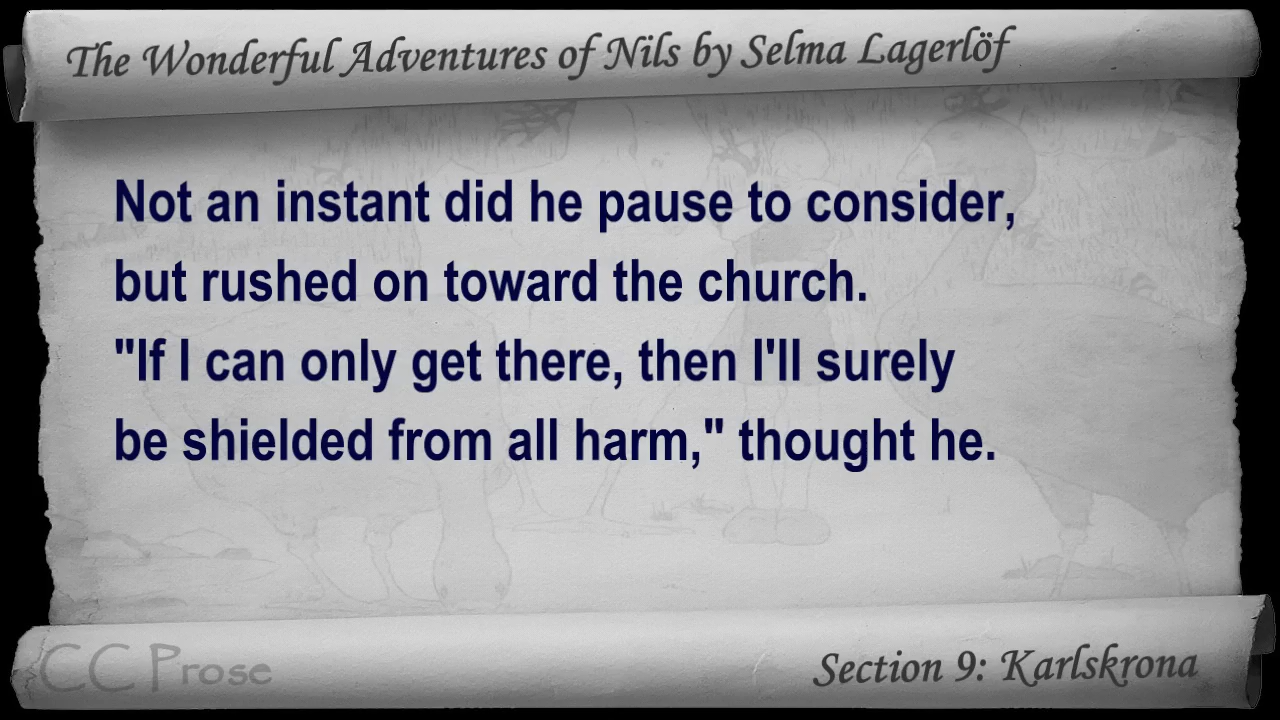 The Wonderful Adventures of Nils by Selma Lagerlöf
Not an instant did he pause to consider,
but rushed on toward the church.
"If I can only get there, then I'll surely
be shielded from all harm," thought he.
CC Prose
Section 9: Karlskrona